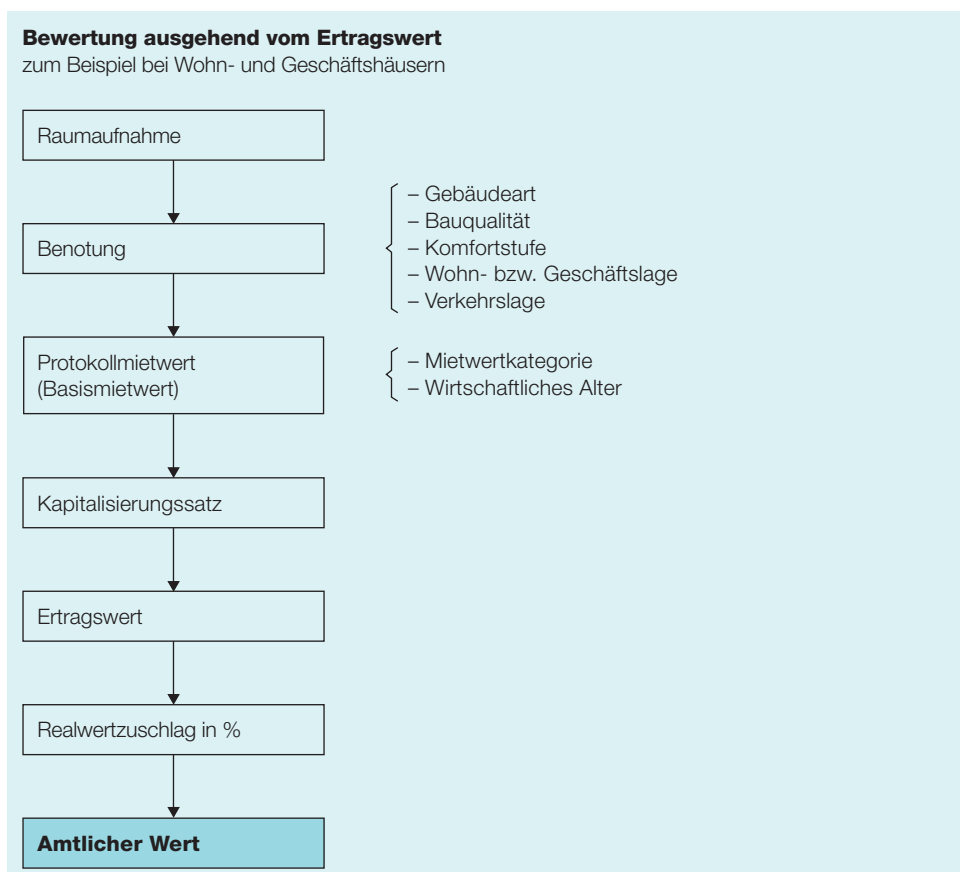 Bewertung ausgehend vom Ertragswert
zum Beispiel bei Wohn- und Geschäftshäusern
Raumaufnahme
Benotung
– Gebäudeart
– Bauqualität
– Komfortstufe
– Wohn- bzw. Geschäftslage
– Verkehrslage
Protokollmietwert
(Basismietwert)
– Mietwertkategorie
– Wirtschaftliches Alter
Kapitalisierungssatz
Ertragswert
Realwertzuschlag in %
Amtlicher Wert